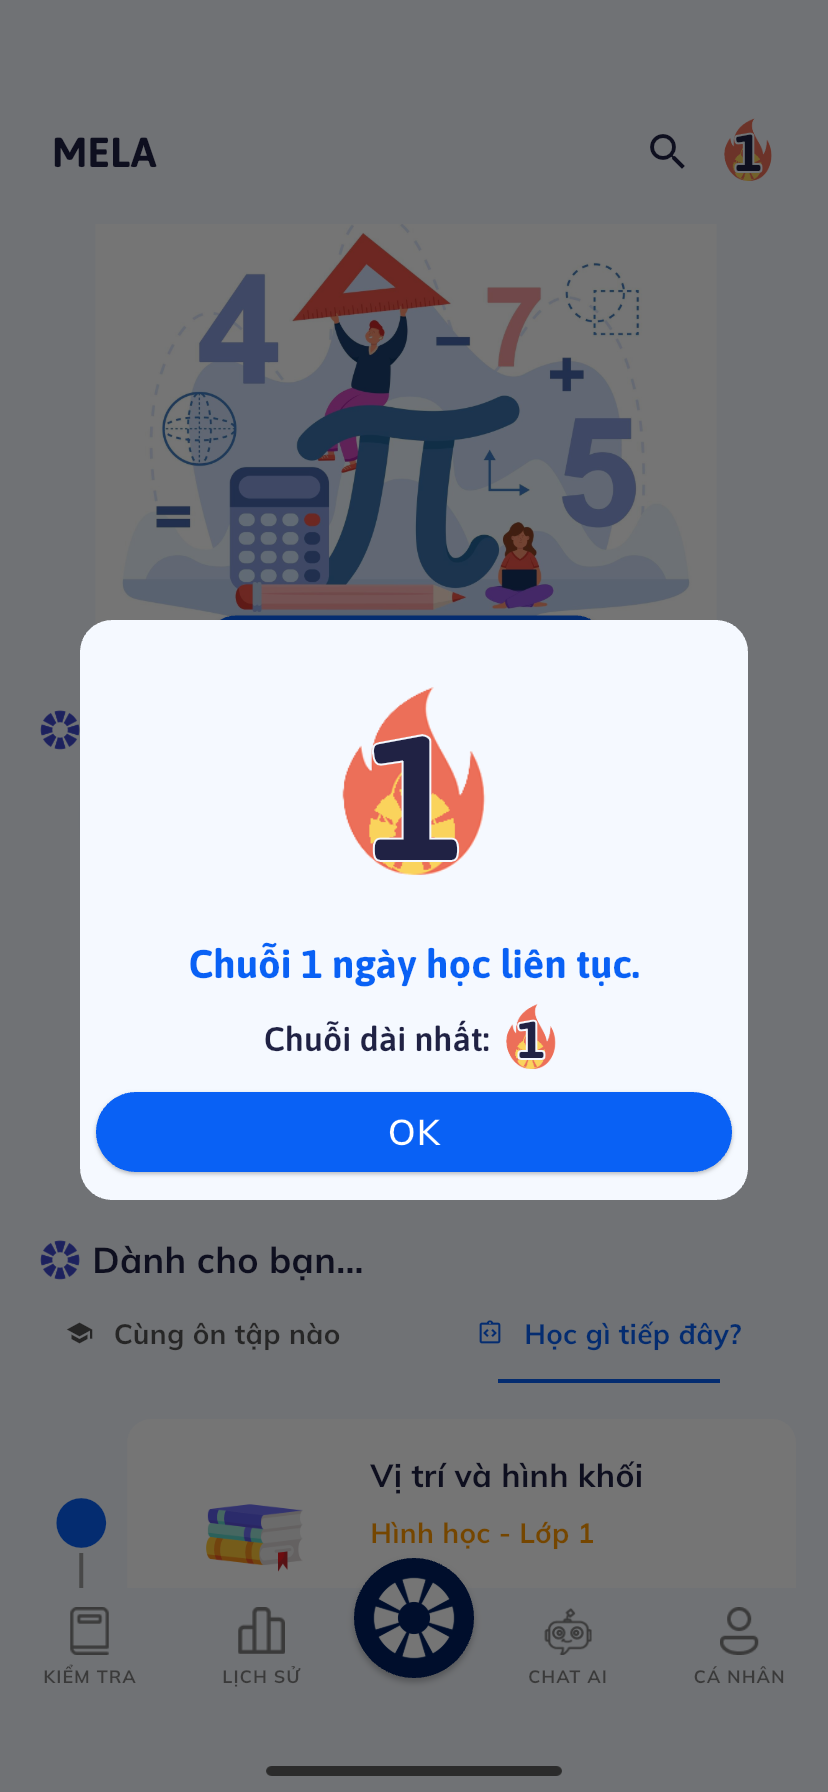 MELA
1
4
- 7
+
5
=
1
Chuỗi 1 ngày học liên tục.
Chuỗi dài nhất: 1
OK
Dành cho bạn...
Cùng ôn tập nào
Học gì tiếp đây?
Vị trí và hình khối
Hình học - Lớp 1
KIỂM TRA
LỊCH SỬ
CHAT AI
CÁ NHÂN